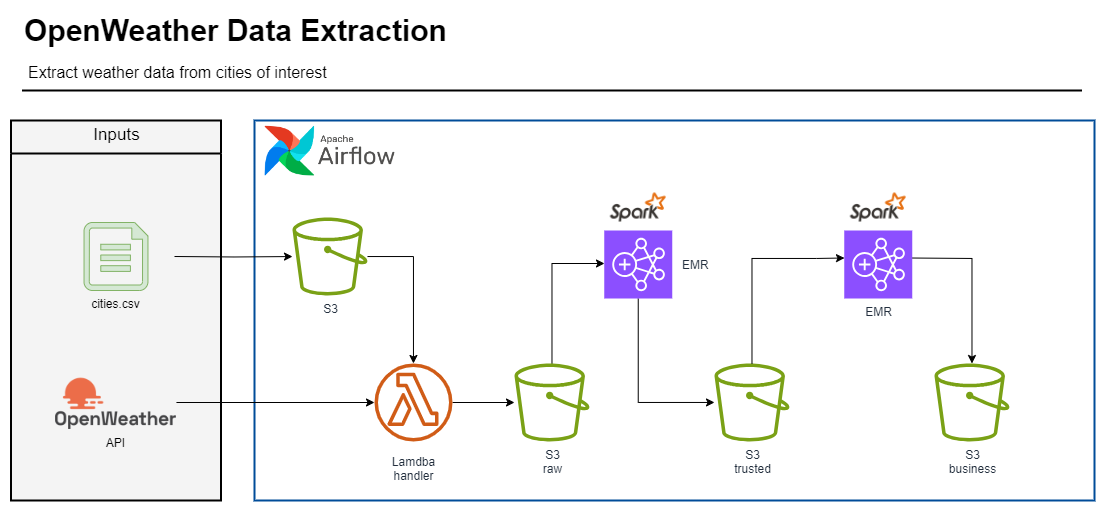 OpenWeather Data Extraction
Extract weather data from cities of interest
Inputs
Apache
Airflow
Spark
Spark
EMR
cities.csv
S3
EMR
OpenWeather
API
Lamdba
handler
S3
raw
S3
trusted
S3
business